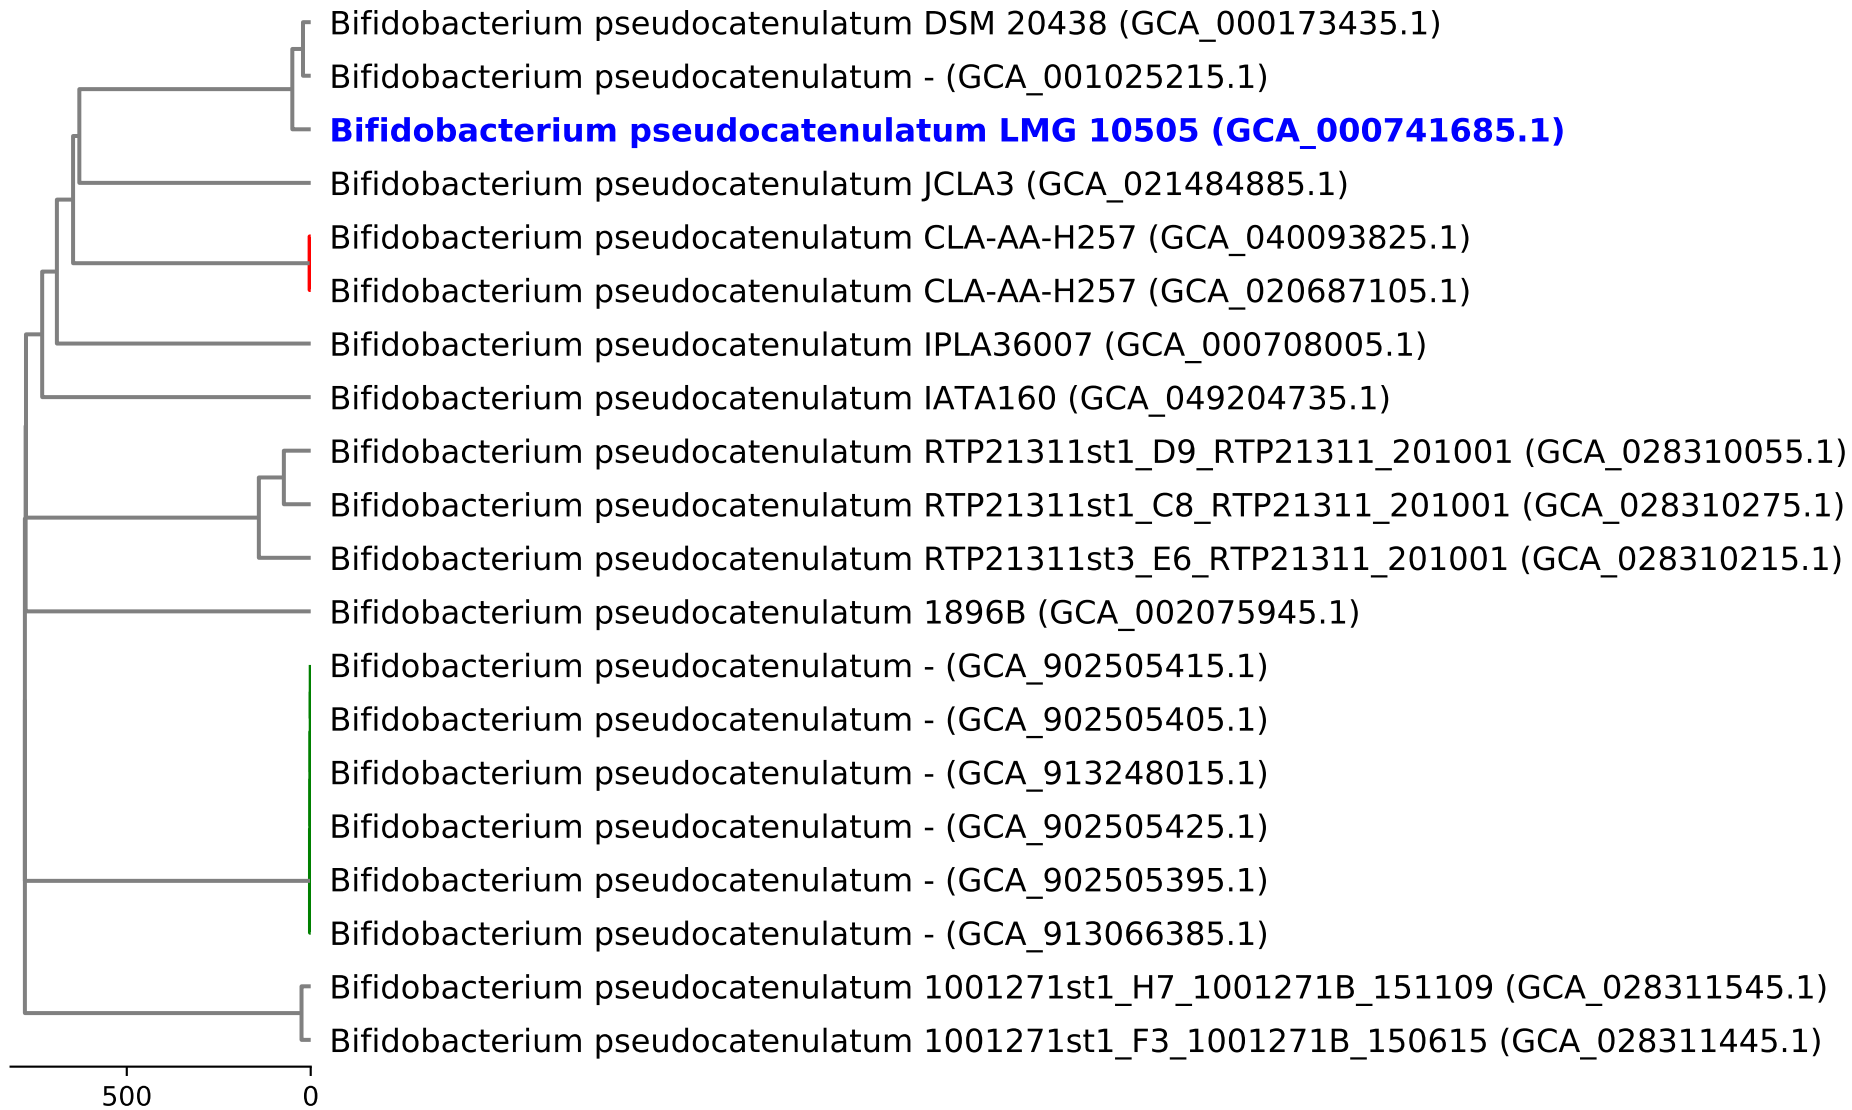 Bifidobacterium pseudocatenulatum DSM 20438 (GCA_000173435.1)
Bifidobacterium pseudocatenulatum - (GCA_001025215.1)
Bifidobacterium pseudocatenulatum LMG 10505 (GCA_000741685.1)
Bifidobacterium pseudocatenulatum JCLA3 (GCA_021484885.1)
Bifidobacterium pseudocatenulatum CLA-AA-H257 (GCA_040093825.1)
Bifidobacterium pseudocatenulatum CLA-AA-H257 (GCA_020687105.1)
Bifidobacterium pseudocatenulatum IPLA36007 (GCA_000708005.1)
Bifidobacterium pseudocatenulatum IATA160 (GCA_049204735.1)
Bifidobacterium pseudocatenulatum RTP21311st1_D9_RTP21311_201001 (GCA_028310055.1)
Bifidobacterium pseudocatenulatum RTP21311st1_C8_RTP21311_201001 (GCA_028310275.1)
Bifidobacterium pseudocatenulatum RTP21311st3_E6_RTP21311_201001 (GCA_028310215.1)
Bifidobacterium pseudocatenulatum 1896B (GCA_002075945.1)
Bifidobacterium pseudocatenulatum - (GCA_902505415.1)
Bifidobacterium pseudocatenulatum - (GCA_902505405.1)
Bifidobacterium pseudocatenulatum - (GCA_913248015.1)
Bifidobacterium pseudocatenulatum - (GCA_902505425.1)
Bifidobacterium pseudocatenulatum - (GCA_902505395.1)
Bifidobacterium pseudocatenulatum - (GCA_913066385.1)
Bifidobacterium pseudocatenulatum 1001271st1_H7_1001271B_151109 (GCA_028311545.1)
Bifidobacterium pseudocatenulatum 1001271st1_F3_1001271B_150615 (GCA_028311445.1)
500 0